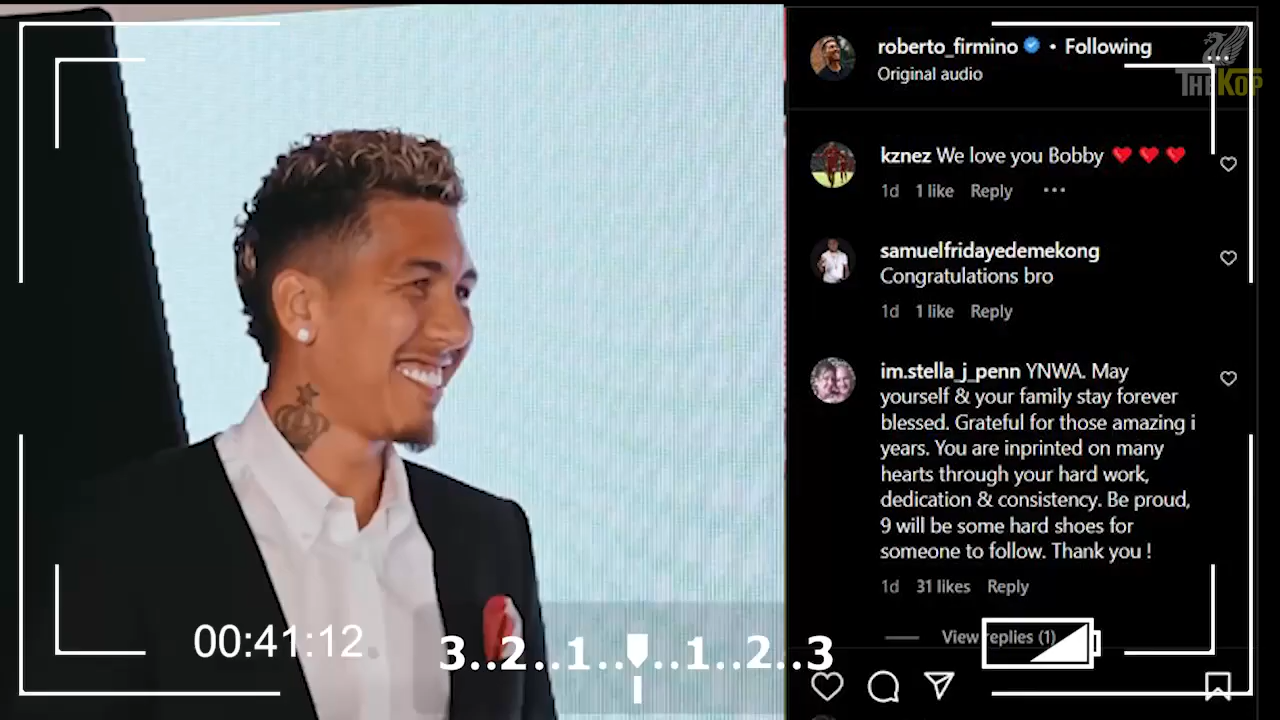 THEKOP
roberto_firmino • Following
Original audio
kznez We love you Bobby ❤️❤️❤️
1d 1 like Reply •••
samuelfridayedemekong
Congratulations bro
1d 1 like Reply
im.stella_j_penn YNWA. May
yourself & your family stay forever
blessed. Grateful for those amazing i
years. You are inprinted on many
hearts through your hard work,
dedication & consistency. Be proud,
9 will be some hard shoes for
someone to follow. Thank you !
1d 31 likes Reply
View replies (1)
00:41:12
3..2..1.. ..1..2..3